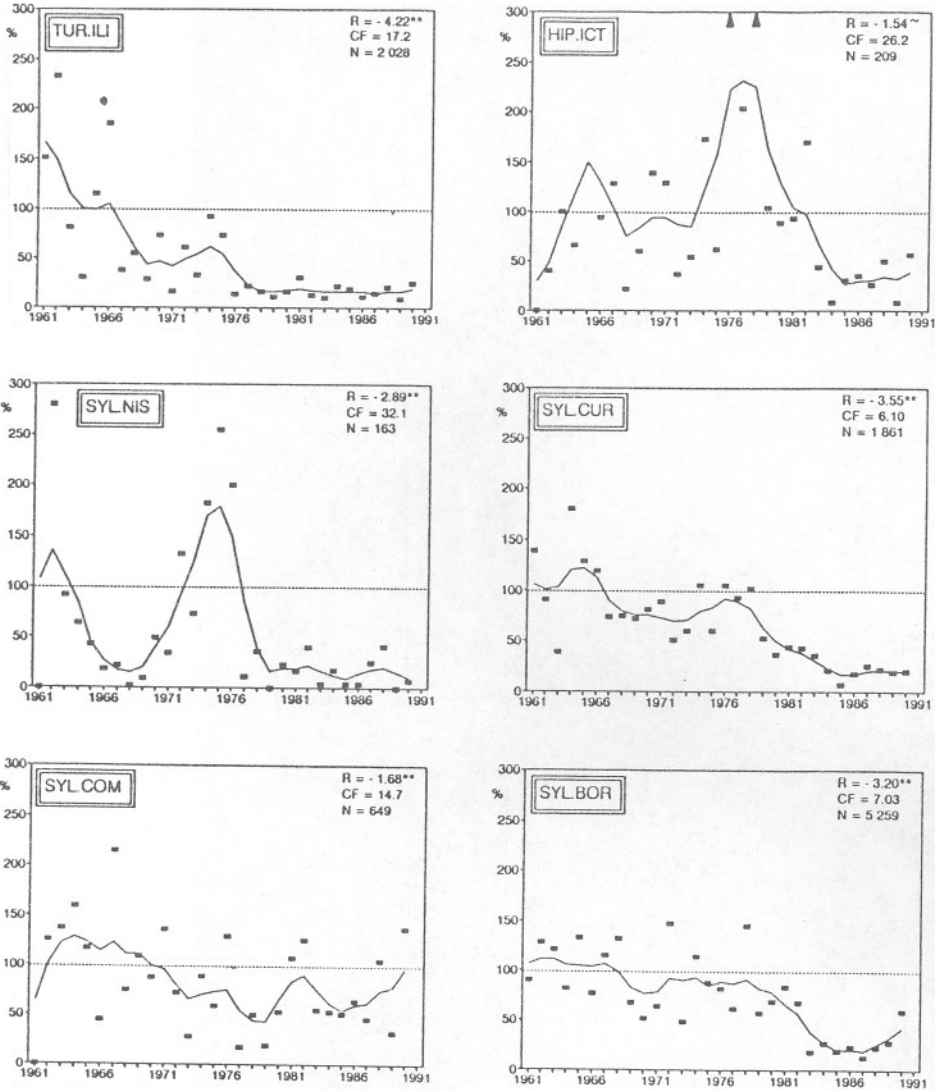 TUR.ILI
R = - 4.22**
CF = 17.2
N = 2 028
%
300
250
200
150
100
50
0
1961 1966 1971 1976 1981 1986 1991
HIP.ICT
R = - 1.54 ~
CF = 26.2
N = 209
%
300
250
200
150
100
50
0
1961 1966 1971 1976 1981 1986 1991
SYL.NIS
R = - 2.89**
CF = 32.1
N = 163
%
300
250
200
150
100
50
0
1961 1966 1971 1976 1981 1986 1991
SYL.CUR
R = - 3.55**
CF = 6.10
N = 1 861
%
300
250
200
150
100
50
0
1961 1966 1971 1976 1981 1986 1991
SYL.COM
R = - 1.68**
CF = 14.7
N = 649
%
300
250
200
150
100
50
0
1961 1966 1971 1976 1981 1986 1991
SYL.BOR
R = - 3.20**
CF = 7.03
N = 5 259
%
300
250
200
150
100
50
0
1961 1966 1971 1976 1981 1986 1991